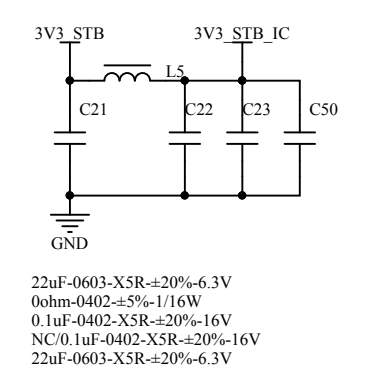 3V3_STB 3V3_STB_IC
L5
C21 C22 C23 C50
GND
22uF-0603-X5R-±20%-6.3V
0ohm-0402-±5%-1/16W
0.1uF-0402-X5R-±20%-16V
NC/0.1uF-0402-X5R-±20%-16V
22uF-0603-X5R-±20%-6.3V